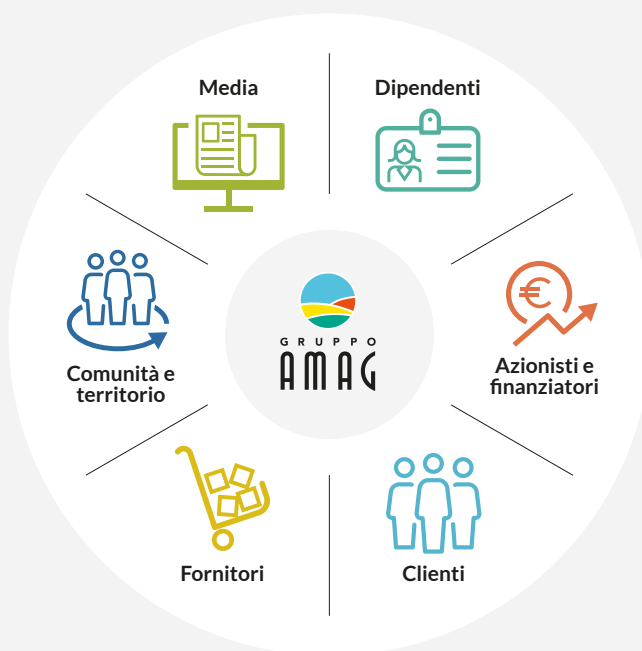 Media
Dipendenti
GRUPPO
AMAG
Comunità e
territorio
Azionisti e
finanziatori
Fornitori
Clienti